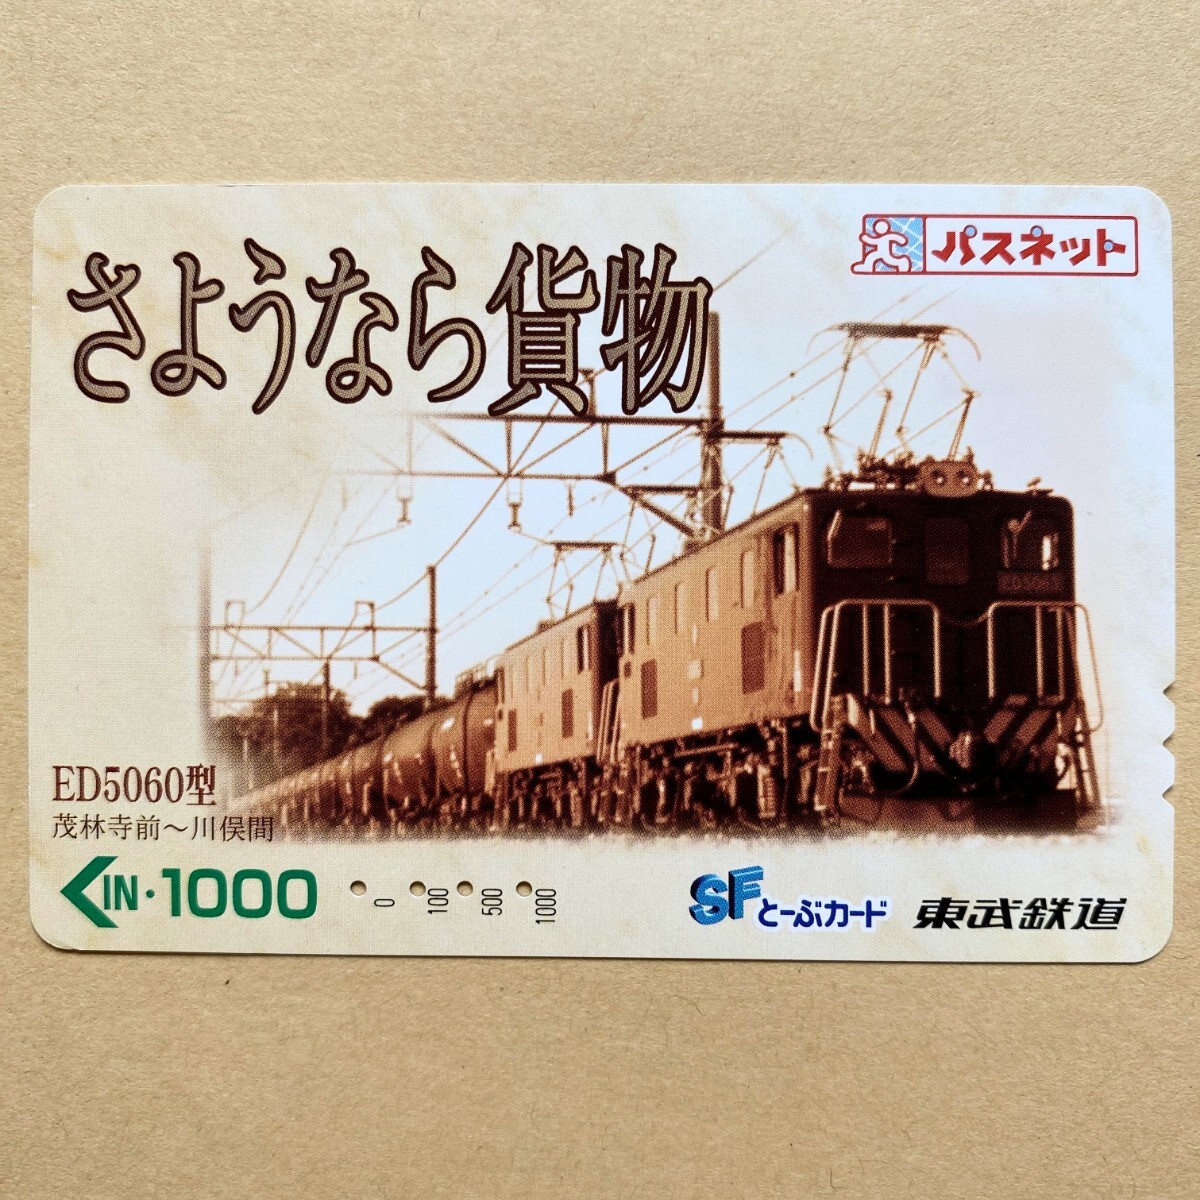 パスネット
さようなら貨物
ED5060型
茂林寺前～川俣間
IN・1000
0
100
500
1000
SFとーぶカード
東武鉄道